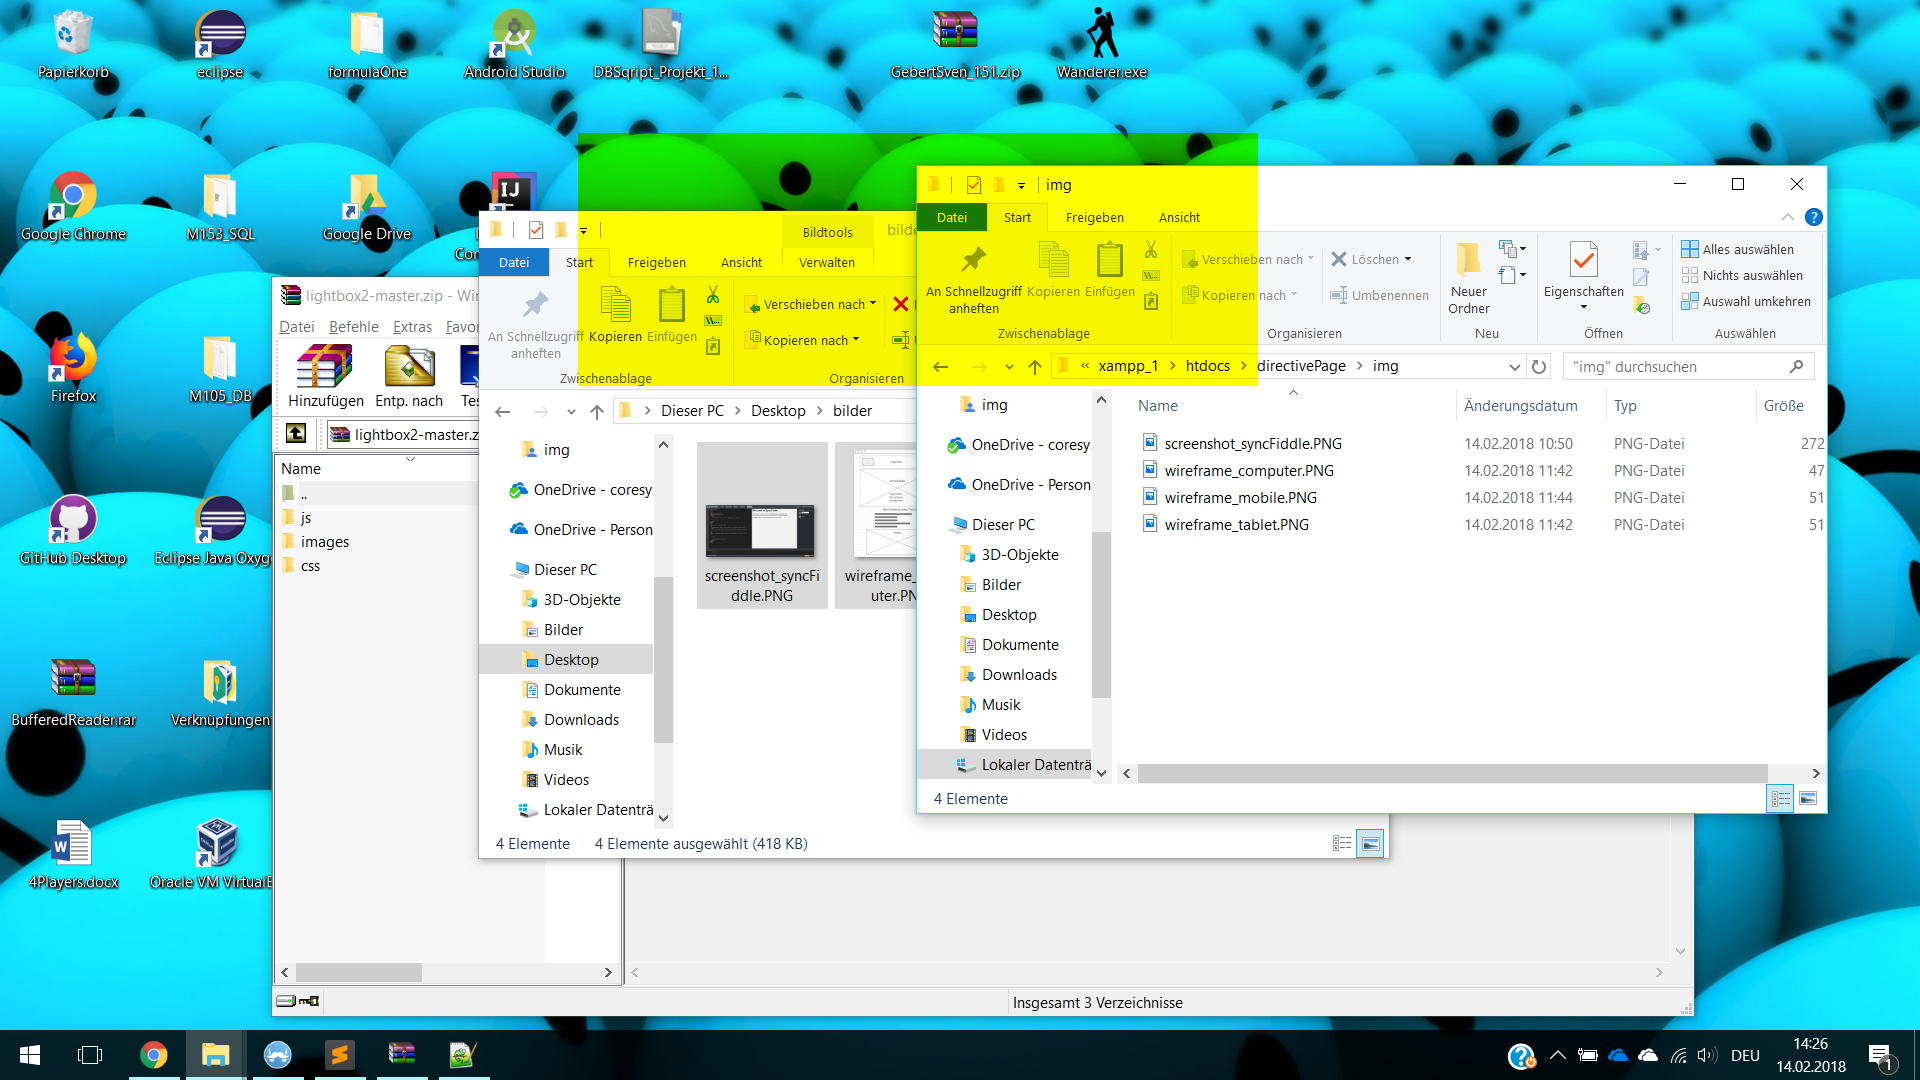 Papierkorb
eclipse
formulaOne
Android Studio
DBSqript_Projekt_1...
GebertSven_151.zip
Wanderer.exe
Google Chrome
M153_SQL
Google Drive
Firefox
M105_DB
GitHub Desktop
Eclipse Java Oxyg
BufferedReader.rar
Verknüpfungen
4Players.docx
Oracle VM VirtualB
lightbox2-master.zip - Win
Datei Befehle Extras Favor
Hinzufügen Entp. nach
lightbox2-master.z
Name
..
js
images
css
Insgesamt 3 Verzeichnisse
Bildtools
Datei Start Freigeben Ansicht Verwalten
An Schnellzugriff
anheften
Kopieren Einfügen
Verschieben nach
Kopieren nach
Zwischenablage
Organisieren
Dieser PC Desktop bilder
img
OneDrive - coresy
OneDrive - Person
Dieser PC
3D-Objekte
Bilder
Desktop
Dokumente
Downloads
Musik
Videos
Lokaler Datenträ
screenshot_syncFi
ddle.PNG
wireframe_
uter.PN
4 Elemente 4 Elemente ausgewählt (418 KB)
img
Datei Start Freigeben Ansicht
An Schnellzugriff
anheften
Kopieren Einfügen
Zwischenablage
Verschieben nach
Kopieren nach
Löschen
Umbenennen
Organisieren
Neuer
Ordner
Neu
Eigenschaften
Öffnen
Alles auswählen
Nichts auswählen
Auswahl umkehren
Auswählen
« xampp_1 htdocs directivePage img
"img" durchsuchen
img
OneDrive - coresy
OneDrive - Person
Dieser PC
3D-Objekte
Bilder
Desktop
Dokumente
Downloads
Musik
Videos
Lokaler Datenträ
Name Änderungsdatum Typ Größe
screenshot_syncFiddle.PNG 14.02.2018 10:50 PNG-Datei 272
wireframe_computer.PNG 14.02.2018 11:42 PNG-Datei 47
wireframe_mobile.PNG 14.02.2018 11:44 PNG-Datei 51
wireframe_tablet.PNG 14.02.2018 11:42 PNG-Datei 51
4 Elemente
DEU
14:26
14.02.2018
1